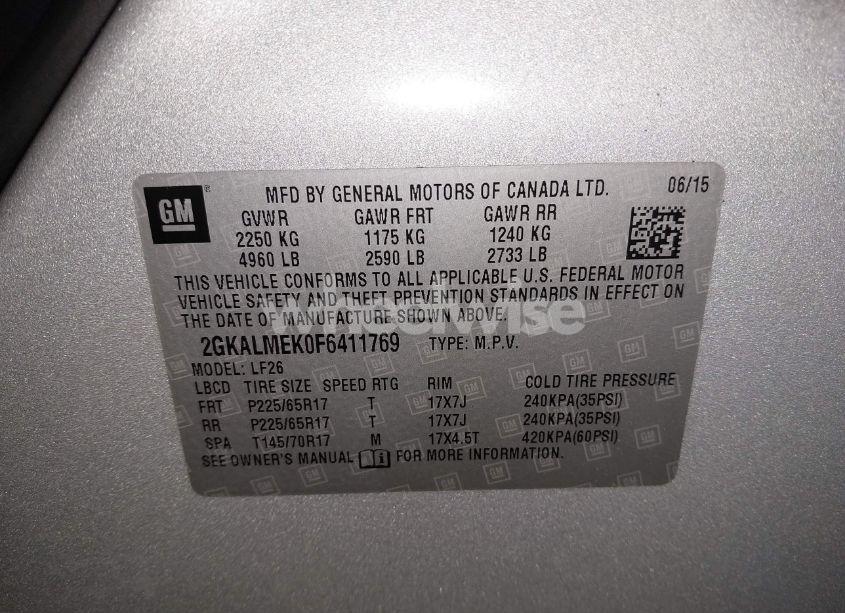 GM ® MFD BY GENERAL MOTORS OF CANADA LTD. 06/15
GVWR GAWR FRT GAWR RR
2250 KG 1175 KG 1240 KG
4960 LB 2590 LB 2733 LB
THIS VEHICLE CONFORMS TO ALL APPLICABLE U.S. FEDERAL MOTOR
VEHICLE SAFETY AND THEFT PREVENTION STANDARDS IN EFFECT ON
THE DATE OF MANUFACTURE SHOWN ABOVE.
wheelwise
2GKALMEK0F6411769 TYPE: M.P.V.
MODEL: LF26
LBCD TIRE SIZE SPEED RTG RIM COLD TIRE PRESSURE
FRT P225/65R17 T 17X7J 240KPA(35PSI)
RR P225/65R17 T 17X7J 240KPA(35PSI)
SPA T145/70R17 M 17X4.5T 420KPA(60PSI)
SEE OWNER'S MANUAL FOR MORE INFORMATION.